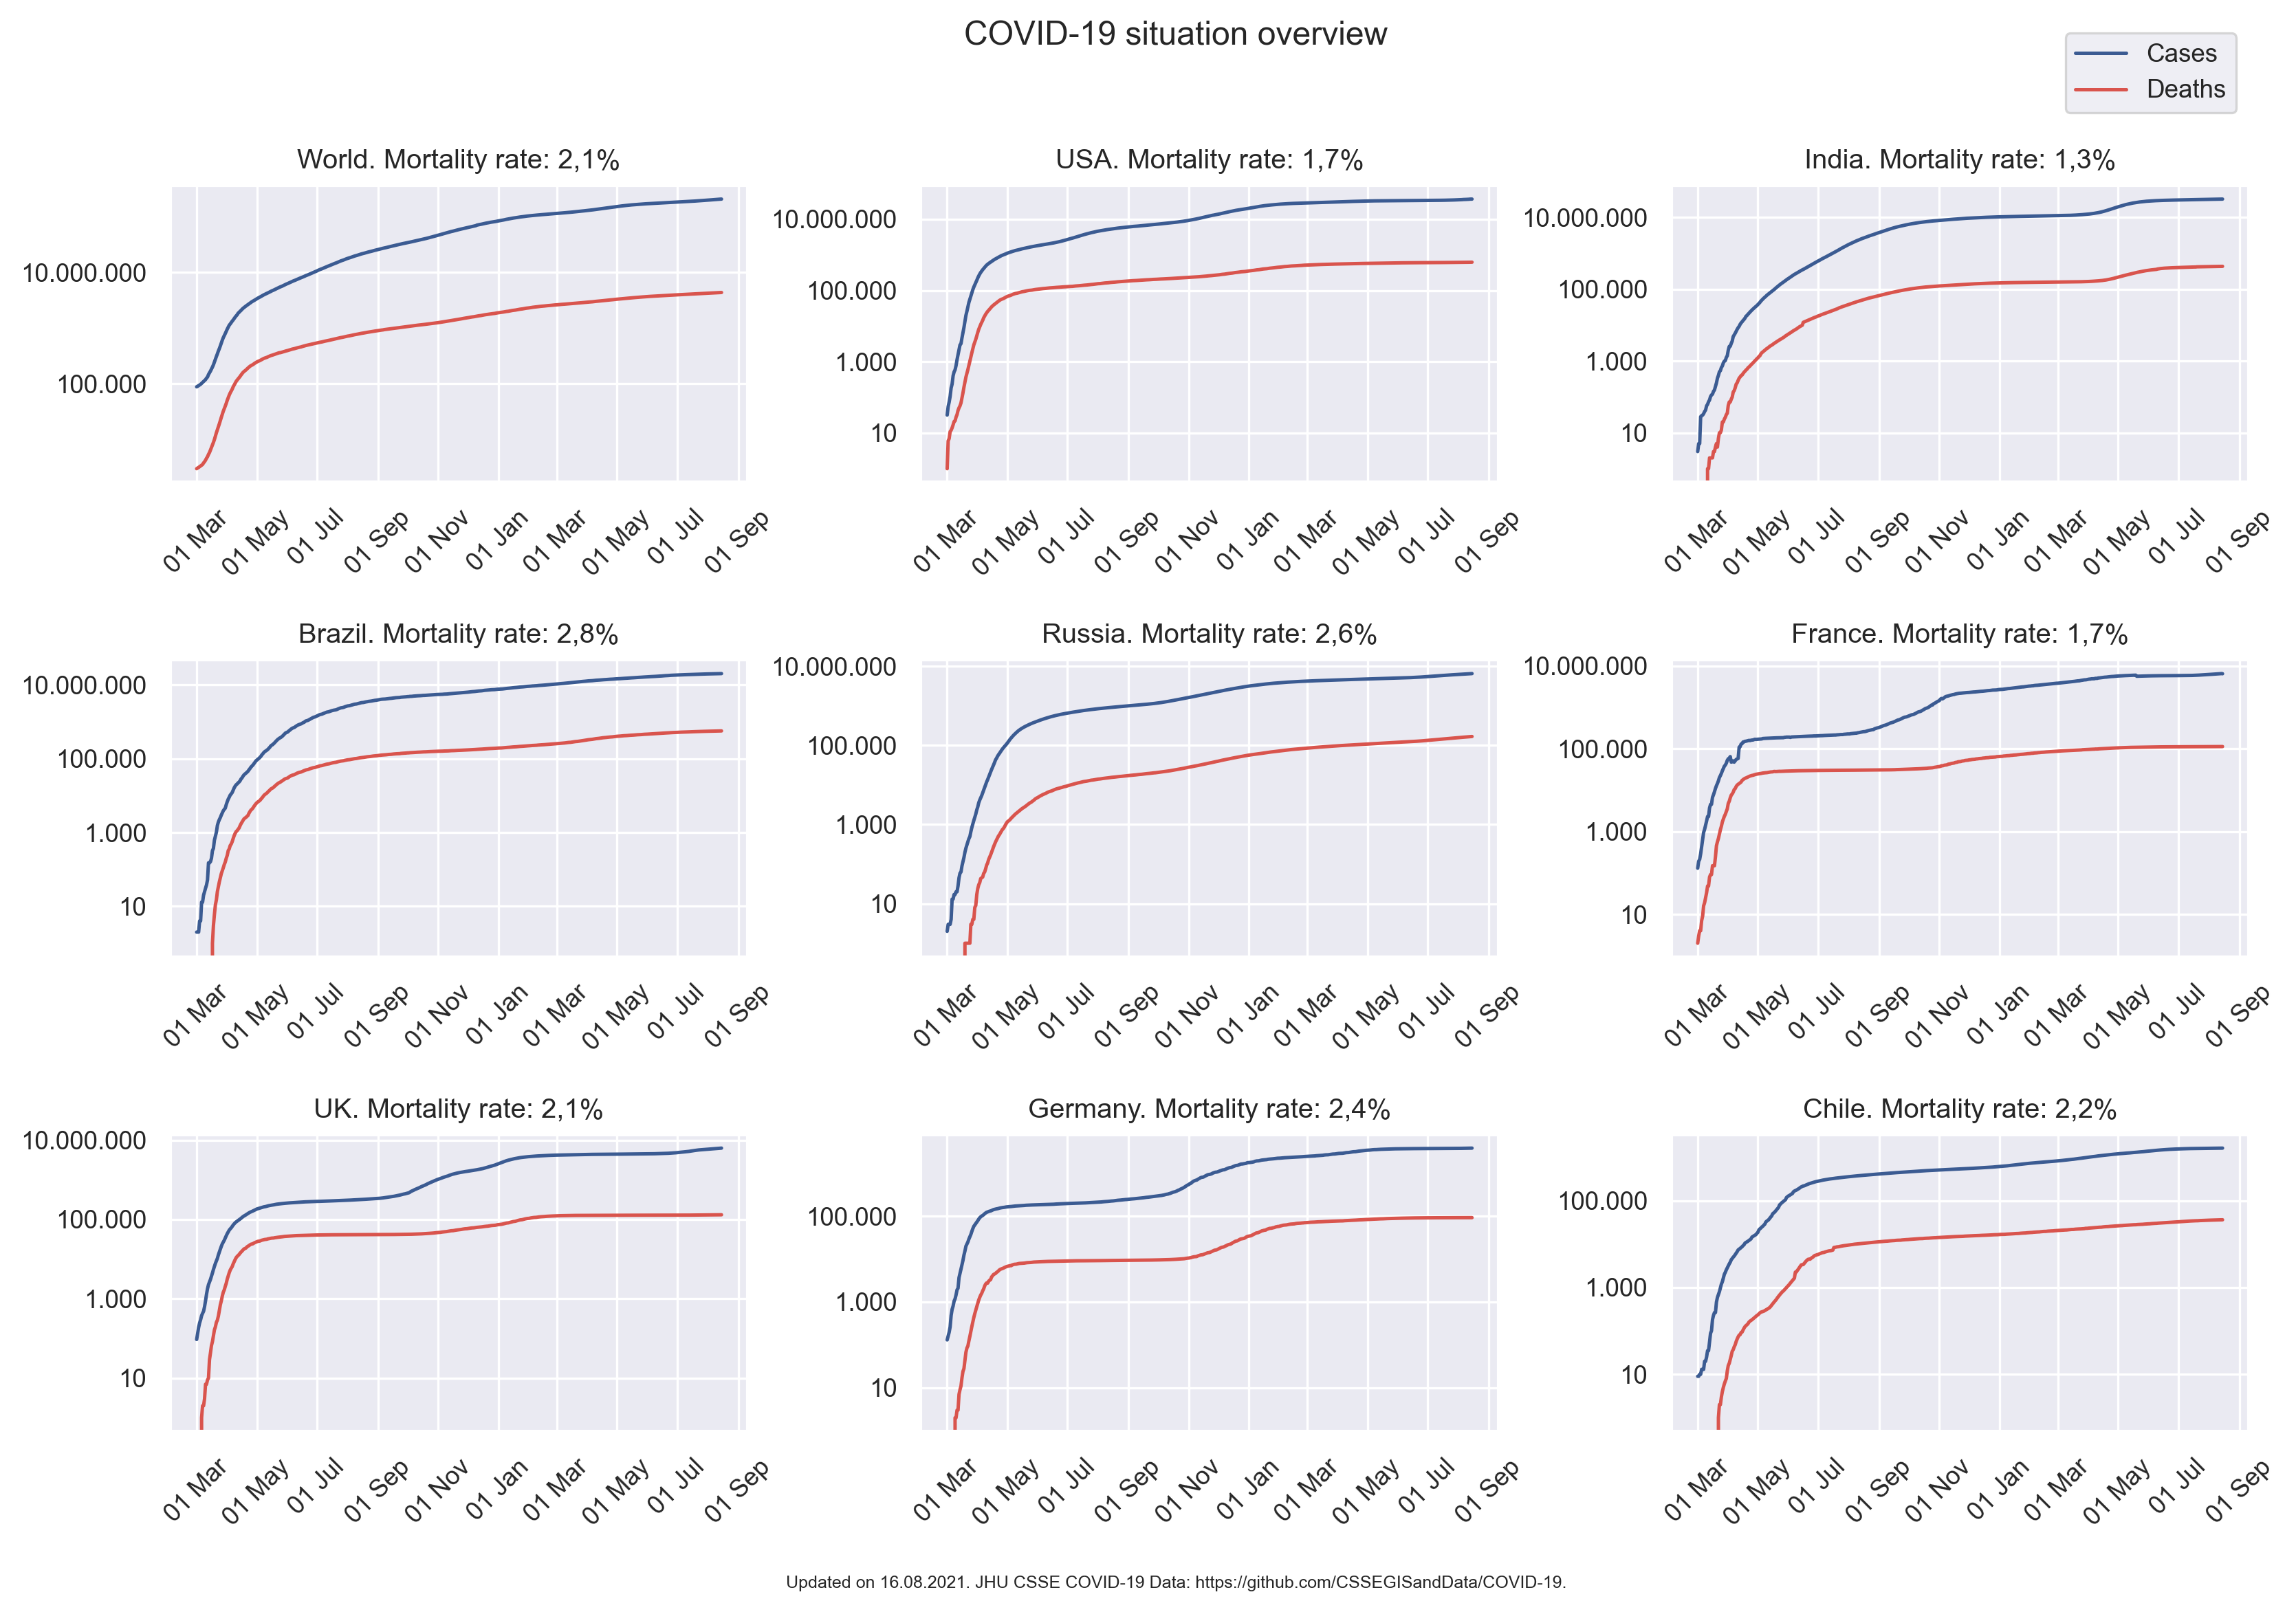 COVID-19 situation overview
Cases
Deaths
World. Mortality rate: 2,1%
10.000.000
100.000
01 Mar
01 May
01 Jul
01 Sep
01 Nov
01 Jan
01 Mar
01 May
01 Jul
01 Sep
USA. Mortality rate: 1,7%
10.000.000
100.000
1.000
10
01 Mar
01 May
01 Jul
01 Sep
01 Nov
01 Jan
01 Mar
01 May
01 Jul
01 Sep
India. Mortality rate: 1,3%
10.000.000
100.000
1.000
10
01 Mar
01 May
01 Jul
01 Sep
01 Nov
01 Jan
01 Mar
01 May
01 Jul
01 Sep
Brazil. Mortality rate: 2,8%
10.000.000
100.000
1.000
10
01 Mar
01 May
01 Jul
01 Sep
01 Nov
01 Jan
01 Mar
01 May
01 Jul
01 Sep
Russia. Mortality rate: 2,6%
10.000.000
100.000
1.000
10
01 Mar
01 May
01 Jul
01 Sep
01 Nov
01 Jan
01 Mar
01 May
01 Jul
01 Sep
France. Mortality rate: 1,7%
10.000.000
100.000
1.000
10
01 Mar
01 May
01 Jul
01 Sep
01 Nov
01 Jan
01 Mar
01 May
01 Jul
01 Sep
UK. Mortality rate: 2,1%
10.000.000
100.000
1.000
10
01 Mar
01 May
01 Jul
01 Sep
01 Nov
01 Jan
01 Mar
01 May
01 Jul
01 Sep
Germany. Mortality rate: 2,4%
100.000
1.000
10
01 Mar
01 May
01 Jul
01 Sep
01 Nov
01 Jan
01 Mar
01 May
01 Jul
01 Sep
Chile. Mortality rate: 2,2%
100.000
1.000
10
01 Mar
01 May
01 Jul
01 Sep
01 Nov
01 Jan
01 Mar
01 May
01 Jul
01 Sep
Updated on 16.08.2021. JHU CSSE COVID-19 Data: https://github.com/CSSEGISandData/COVID-19.